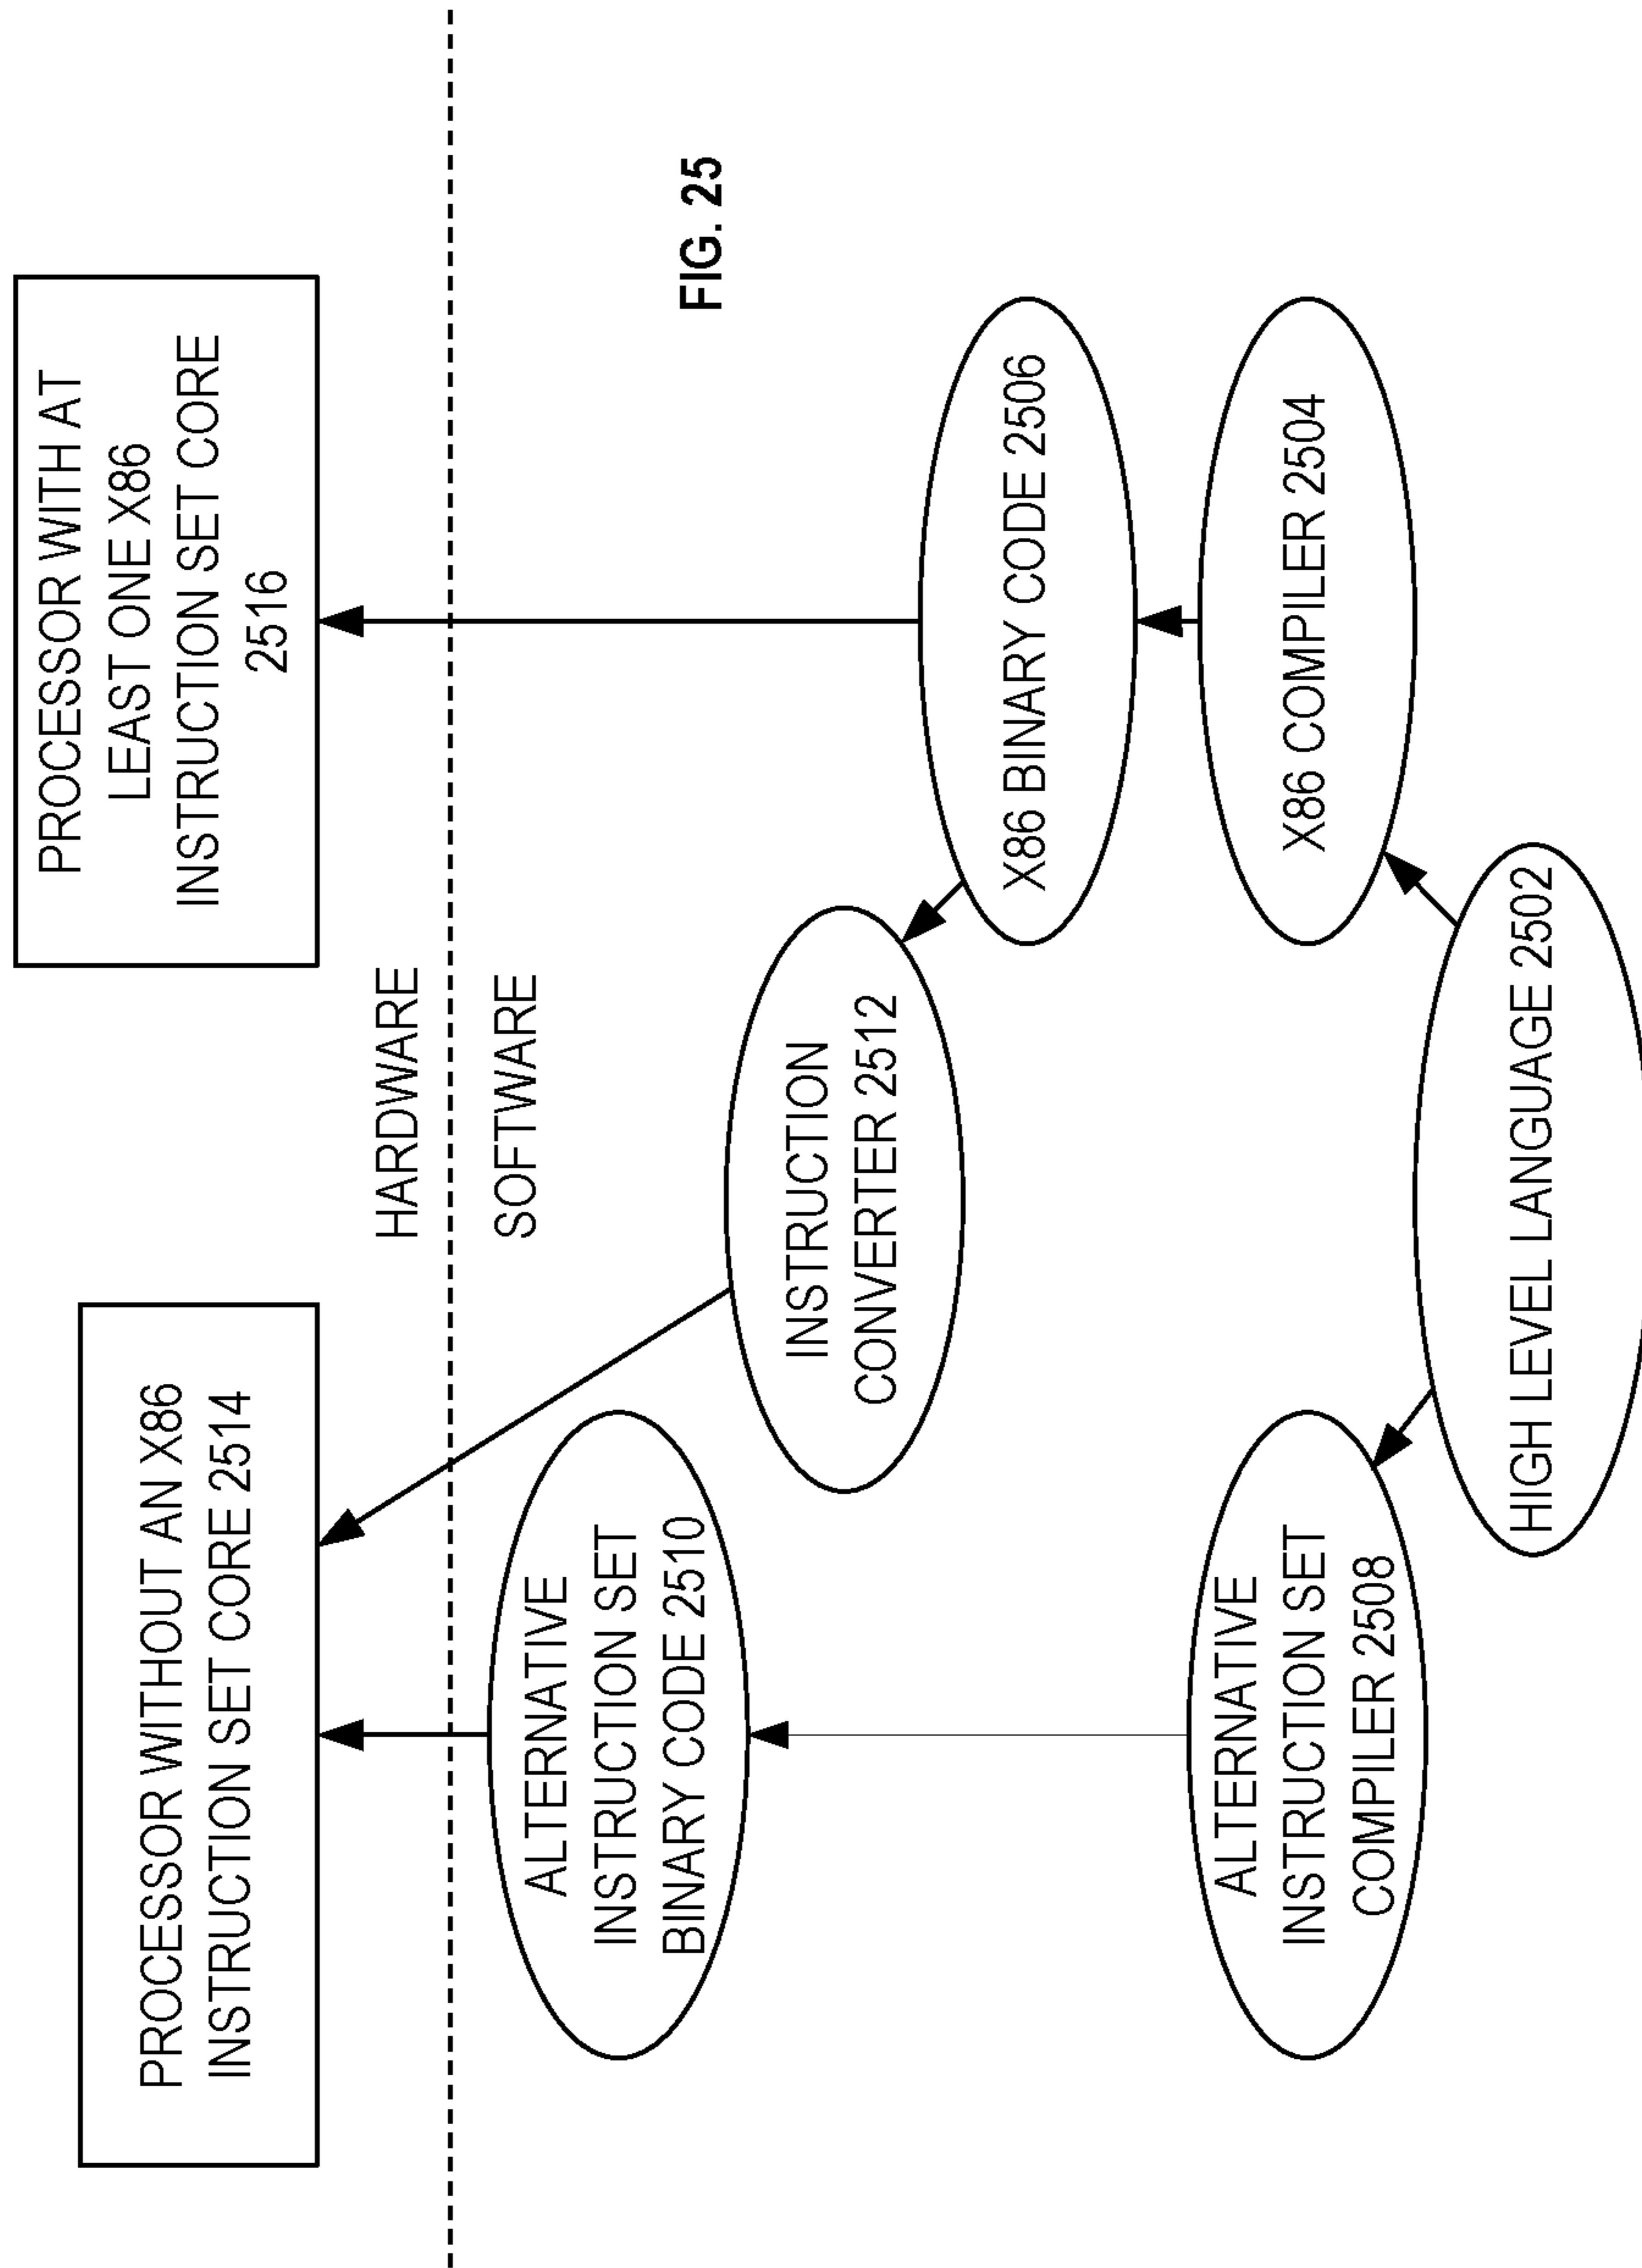 PROCESSOR WITHOUT AN X86
INSTRUCTION SET CORE 2514
PROCESSOR WITH AT
LEAST ONE X86
INSTRUCTION SET CORE
2516
HARDWARE
SOFTWARE
ALTERNATIVE
INSTRUCTION SET
BINARY CODE 2510
INSTRUCTION
CONVERTER 2512
FIG. 25
X86 BINARY CODE 2506
ALTERNATIVE
INSTRUCTION SET
COMPILER 2508
X86 COMPILER 2504
HIGH LEVEL LANGUAGE 2502